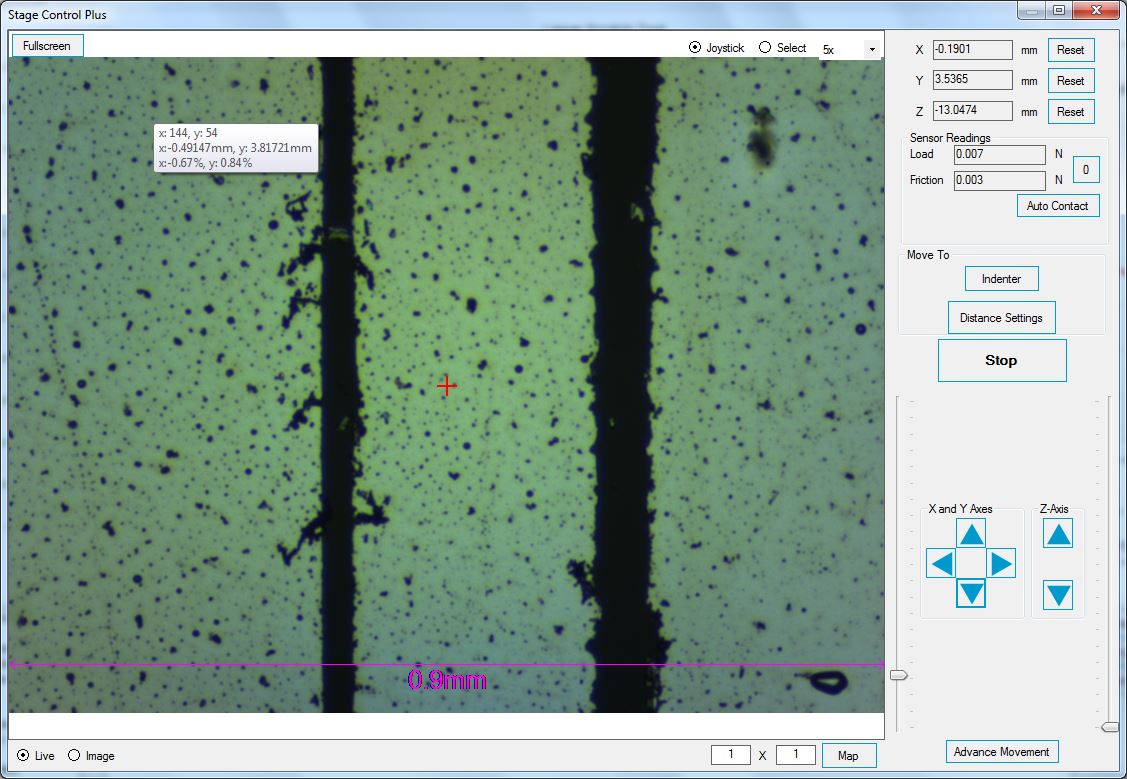 Stage Control Plus
Fullscreen
Joystick Select 5x
x: 144, y: 54
x:-0.49147mm, y: 3.81721mm
x:-0.67%, y: 0.84%
0.9mm
Live Image
1 X 1 Map
X -0.1901 mm Reset
Y 3.5365 mm Reset
Z -13.0474 mm Reset
Sensor Readings
Load 0.007 N
0
Friction 0.003 N
Auto Contact
Move To
Indenter
Distance Settings
Stop
X and Y Axes Z-Axis
Advance Movement